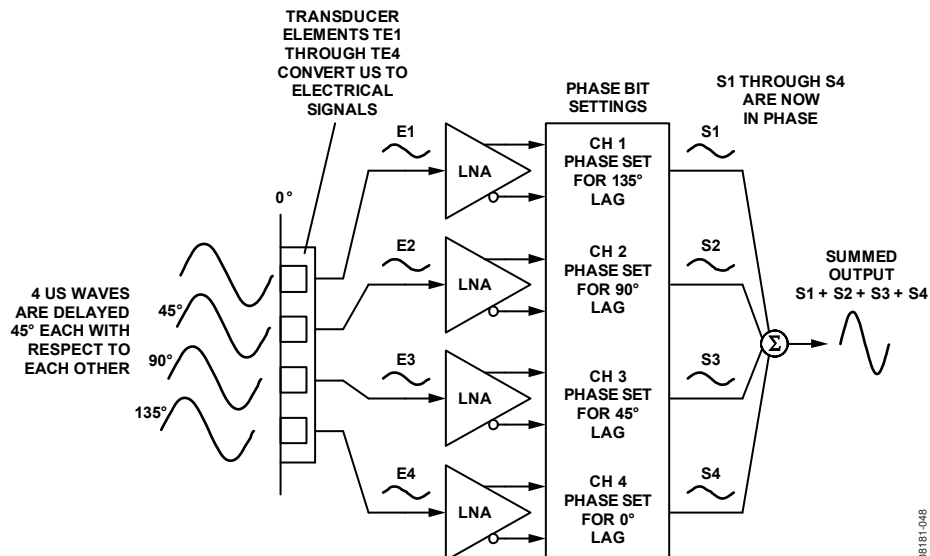 TRANSDUCER
ELEMENTS TE1
THROUGH TE4
CONVERT US TO
ELECTRICAL
SIGNALS
PHASE BIT
SETTINGS
S1 THROUGH S4
ARE NOW
IN PHASE
0°
4 US WAVES
ARE DELAYED
45° EACH WITH
RESPECT TO
EACH OTHER
45°
90°
135°
E1
LNA
CH 1
PHASE SET
FOR 135°
LAG
S1
E2
LNA
CH 2
PHASE SET
FOR 90°
LAG
S2
E3
LNA
CH 3
PHASE SET
FOR 45°
LAG
S3
E4
LNA
CH 4
PHASE SET
FOR 0°
LAG
S4
Σ
SUMMED
OUTPUT
S1 + S2 + S3 + S4